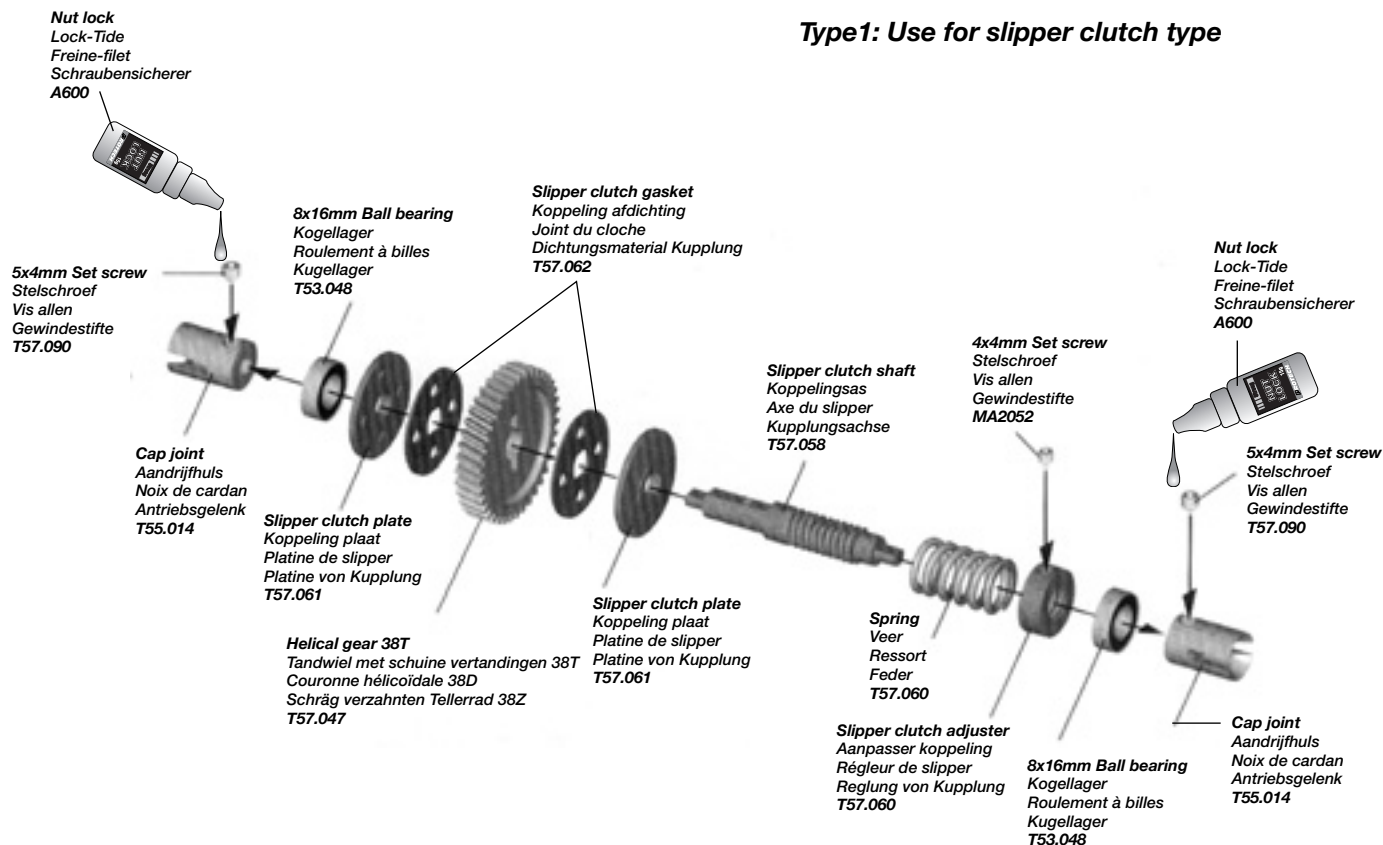 Type1: Use for slipper clutch type
Nut lock
Lock-Tide
Freine-filet
Schraubensicherer
A600
NUT
LOCK
5x4mm Set screw
Stelschroef
Vis allen
Gewindestifte
T57.090
8x16mm Ball bearing
Kogellager
Roulement à billes
Kugellager
T53.048
Slipper clutch gasket
Koppeling afdichting
Joint du cloche
Dichtungsmaterial Kupplung
T57.062
Cap joint
Aandrijfhuls
Noix de cardan
Antriebsgelenk
T55.014
Slipper clutch plate
Koppeling plaat
Platine de slipper
Platine von Kupplung
T57.061
Helical gear 38T
Tandwiel met schuine vertandingen 38T
Couronne hélicoïdale 38D
Schräg verzahnten Tellerrad 38Z
T57.047
Slipper clutch plate
Koppeling plaat
Platine de slipper
Platine von Kupplung
T57.061
Slipper clutch shaft
Koppelingsas
Axe du slipper
Kupplungsachse
T57.058
4x4mm Set screw
Stelschroef
Vis allen
Gewindestifte
MA2052
Nut lock
Lock-Tide
Freine-filet
Schraubensicherer
A600
NUT
LOCK
5x4mm Set screw
Stelschroef
Vis allen
Gewindestifte
T57.090
Spring
Veer
Ressort
Feder
T57.060
Slipper clutch adjuster
Aanpasser koppeling
Régleur de slipper
Reglung von Kupplung
T57.060
8x16mm Ball bearing
Kogellager
Roulement à billes
Kugellager
T53.048
Cap joint
Aandrijfhuls
Noix de cardan
Antriebsgelenk
T55.014